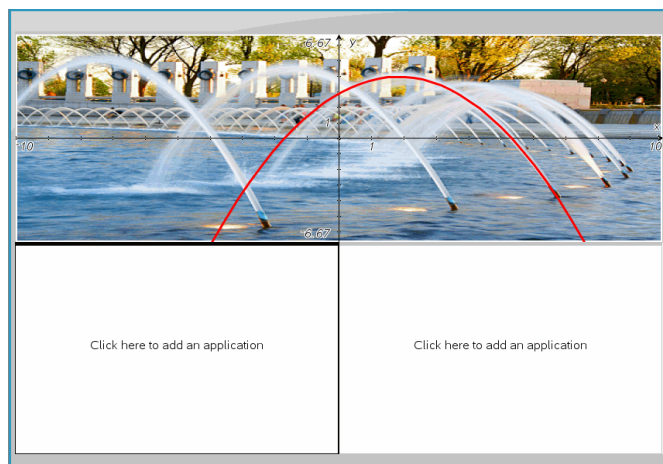 6.67 y
1
x
-10 1 10
-6.67
Click here to add an application
Click here to add an application